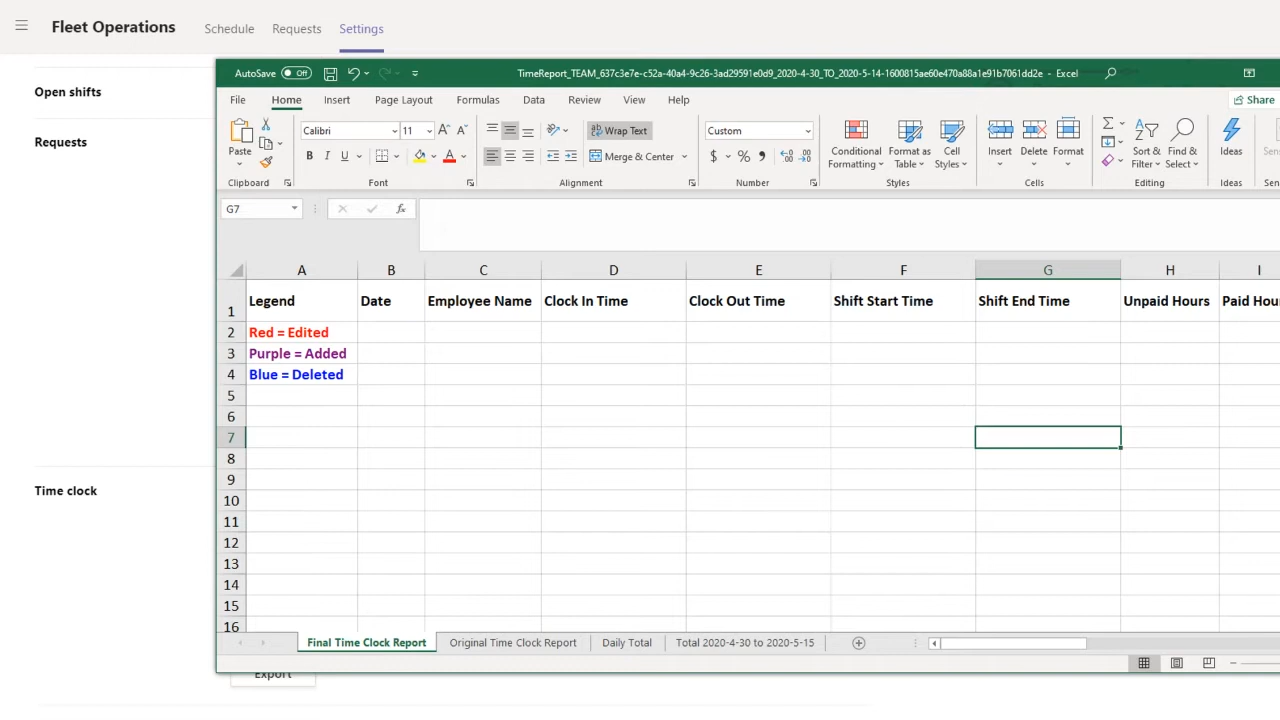 Fleet Operations Schedule Requests Settings
Open shifts
Requests
Time clock
Export
AutoSave Off TimeReport_TEAM_637c3e7e-c52a-40a4-9c26-3ad29591e0d9_2020-4-30_TO_2020-5-14-1600815ae60e470a88a1e91b7061dd2e - Excel
File Home Insert Page Layout Formulas Data Review View Help Share
Paste
Clipboard
Calibri 11
B I U A
Font
Wrap Text
Merge & Center
Alignment
Custom
$ %
Number
Conditional Formatting
Format as Table
Cell Styles
Styles
Insert Delete Format
Cells
Sort & Filter
Find & Select
Editing
Ideas
Ideas
G7 fx
A B C D E F G H I
1 Legend Date Employee Name Clock In Time Clock Out Time Shift Start Time Shift End Time Unpaid Hours Paid Hou
2 Red = Edited
3 Purple = Added
4 Blue = Deleted
5
6
7
8
9
10
11
12
13
14
15
16
Final Time Clock Report Original Time Clock Report Daily Total Total 2020-4-30 to 2020-5-15